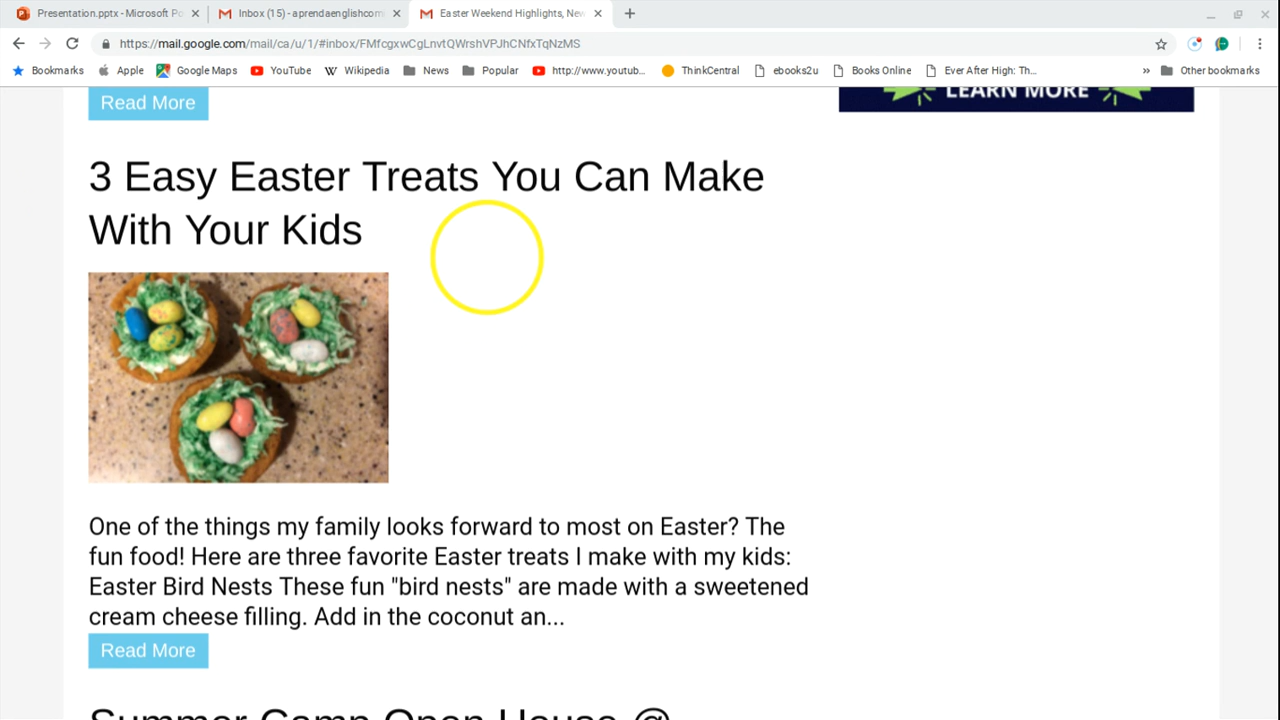 Presentation.pptx - Microsoft Po
Inbox (15) - aprendaenglishcom
Easter Weekend Highlights, New
https://mail.google.com/mail/ca/u/1/#inbox/FMfcgxwCgLnvtQWrshVPJhCNfxTqNzMS
Bookmarks Apple Google Maps YouTube Wikipedia News Popular http://www.youtub... ThinkCentral ebooks2u Books Online Ever After High: Th... » Other bookmarks
LEARN MORE
Read More
3 Easy Easter Treats You Can Make
With Your Kids
One of the things my family looks forward to most on Easter? The
fun food! Here are three favorite Easter treats I make with my kids:
Easter Bird Nests These fun "bird nests" are made with a sweetened
cream cheese filling. Add in the coconut an...
Read More
Summer Camp Open House @